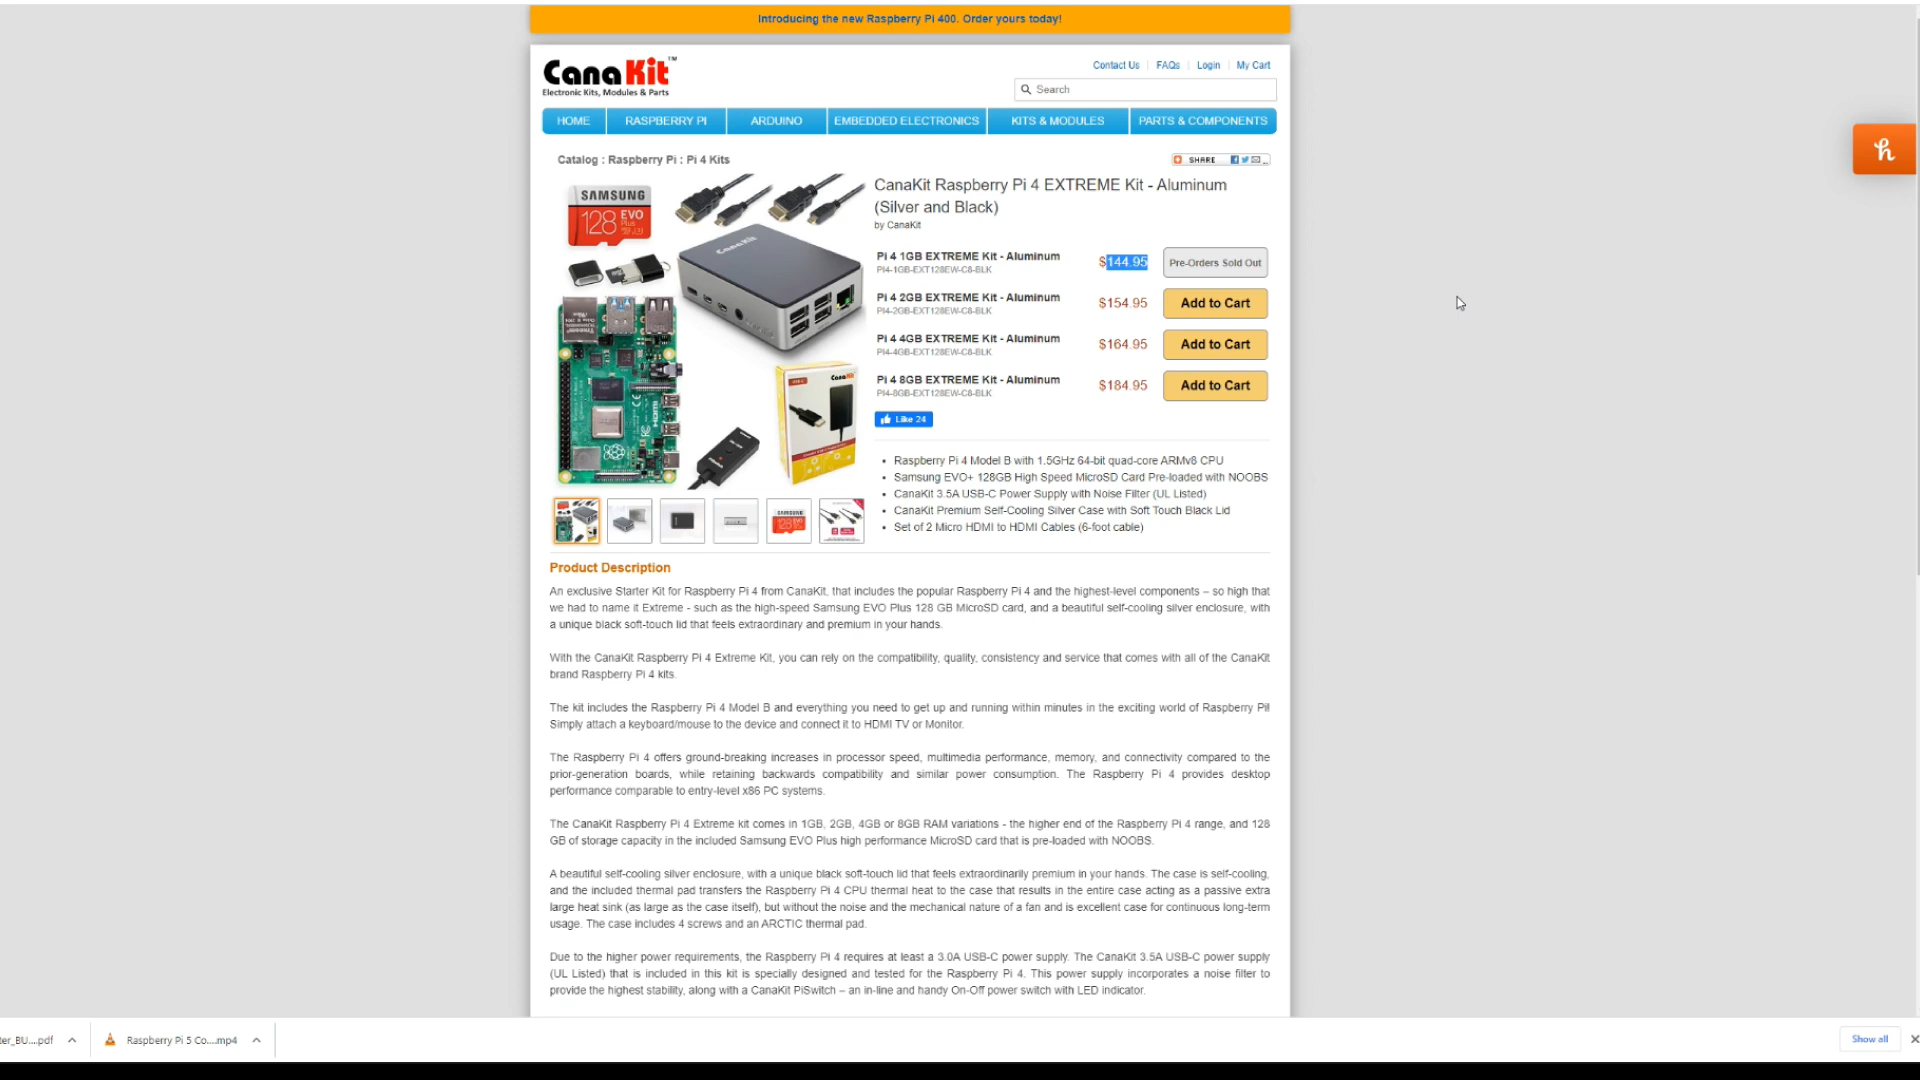 Introducing the new Raspberry Pi 400. Order yours today!
CanaKit™
Electronic Kits, Modules & Parts
Contact Us | FAQs | Login | My Cart
Search
HOME RASPBERRY PI ARDUINO EMBEDDED ELECTRONICS KITS & MODULES PARTS & COMPONENTS
Catalog : Raspberry Pi : Pi 4 Kits
SHARE
SAMSUNG
128 EVO
Plus
CanaKit
CanaKit
CanaKit Raspberry Pi 4 EXTREME Kit - Aluminum
(Silver and Black)
by CanaKit
Pi 4 1GB EXTREME Kit - Aluminum $144.95 Pre-Orders Sold Out
PI4-1GB-EXT128EW-C8-BLK
Pi 4 2GB EXTREME Kit - Aluminum $154.95 Add to Cart
PI4-2GB-EXT128EW-C8-BLK
Pi 4 4GB EXTREME Kit - Aluminum $164.95 Add to Cart
PI4-4GB-EXT128EW-C8-BLK
Pi 4 8GB EXTREME Kit - Aluminum $184.95 Add to Cart
PI4-8GB-EXT128EW-C8-BLK
Like 24
• Raspberry Pi 4 Model B with 1.5GHz 64-bit quad-core ARMv8 CPU
• Samsung EVO+ 128GB High Speed MicroSD Card Pre-loaded with NOOBS
• CanaKit 3.5A USB-C Power Supply with Noise Filter (UL Listed)
• CanaKit Premium Self-Cooling Silver Case with Soft Touch Black Lid
• Set of 2 Micro HDMI to HDMI Cables (6-foot cable)
Product Description
An exclusive Starter Kit for Raspberry Pi 4 from CanaKit, that includes the popular Raspberry Pi 4 and the highest-level components – so high that
we had to name it Extreme - such as the high-speed Samsung EVO Plus 128 GB MicroSD card, and a beautiful self-cooling silver enclosure, with
a unique black soft-touch lid that feels extraordinary and premium in your hands.
With the CanaKit Raspberry Pi 4 Extreme Kit, you can rely on the compatibility, quality, consistency and service that comes with all of the CanaKit
brand Raspberry Pi 4 kits.
The kit includes the Raspberry Pi 4 Model B and everything you need to get up and running within minutes in the exciting world of Raspberry Pi!
Simply attach a keyboard/mouse to the device and connect it to HDMI TV or Monitor.
The Raspberry Pi 4 offers ground-breaking increases in processor speed, multimedia performance, memory, and connectivity compared to the
prior-generation boards, while retaining backwards compatibility and similar power consumption. The Raspberry Pi 4 provides desktop
performance comparable to entry-level x86 PC systems.
The CanaKit Raspberry Pi 4 Extreme kit comes in 1GB, 2GB, 4GB or 8GB RAM variations - the higher end of the Raspberry Pi 4 range, and 128
GB of storage capacity in the included Samsung EVO Plus high performance MicroSD card that is pre-loaded with NOOBS.
A beautiful self-cooling silver enclosure, with a unique black soft-touch lid that feels extraordinarily premium in your hands. The case is self-cooling,
and the included thermal pad transfers the Raspberry Pi 4 CPU thermal heat to the case that results in the entire case acting as a passive extra
large heat sink (as large as the case itself), but without the noise and the mechanical nature of a fan and is excellent case for continuous long-term
usage. The case includes 4 screws and an ARCTIC thermal pad.
Due to the higher power requirements, the Raspberry Pi 4 requires at least a 3.0A USB-C power supply. The CanaKit 3.5A USB-C power supply
(UL Listed) that is included in this kit is specially designed and tested for the Raspberry Pi 4. This power supply incorporates a noise filter to
provide the highest stability, along with a CanaKit PiSwitch – an in-line and handy On-Off power switch with LED indicator.
ter_BU....pdf Raspberry Pi 5 Co....mp4 Show all